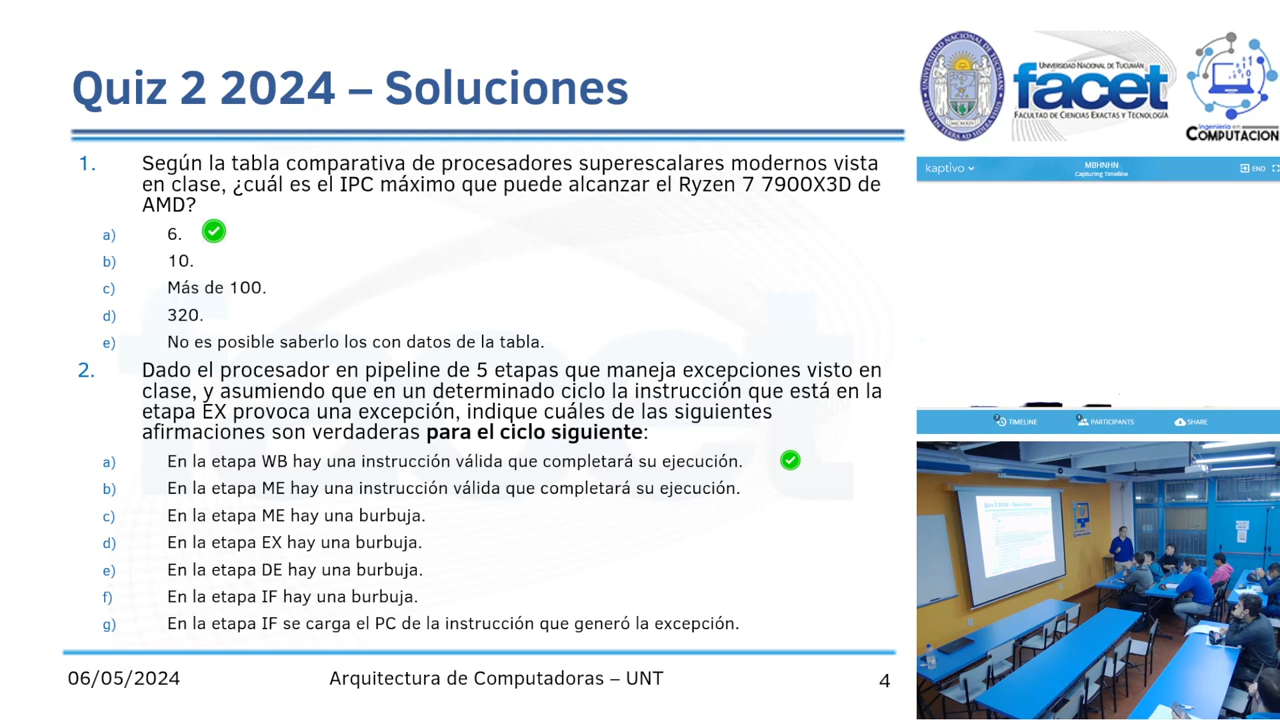 Quiz 2 2024 – Soluciones
1. Según la tabla comparativa de procesadores superescalares modernos vista
en clase, ¿cuál es el IPC máximo que puede alcanzar el Ryzen 7 7900X3D de
AMD?
a) 6.
b) 10.
c) Más de 100.
d) 320.
e) No es posible saberlo los con datos de la tabla.
2. Dado el procesador en pipeline de 5 etapas que maneja excepciones visto en
clase, y asumiendo que en un determinado ciclo la instrucción que está en la
etapa EX provoca una excepción, indique cuáles de las siguientes
afirmaciones son verdaderas para el ciclo siguiente:
a) En la etapa WB hay una instrucción válida que completará su ejecución.
b) En la etapa ME hay una instrucción válida que completará su ejecución.
c) En la etapa ME hay una burbuja.
d) En la etapa EX hay una burbuja.
e) En la etapa DE hay una burbuja.
f) En la etapa IF hay una burbuja.
g) En la etapa IF se carga el PC de la instrucción que generó la excepción.
06/05/2024 Arquitectura de Computadoras – UNT 4
UNIVERSIDAD NACIONAL DE TUCUMÁN
facet
FACULTAD DE CIENCIAS EXACTAS Y TECNOLOGÍA
Ingeniería en
COMPUTACION
kaptivo MBHNHN END
Capturing Timeline
TIMELINE PARTICIPANTS SHARE
Quiz 2 2024 – Soluciones